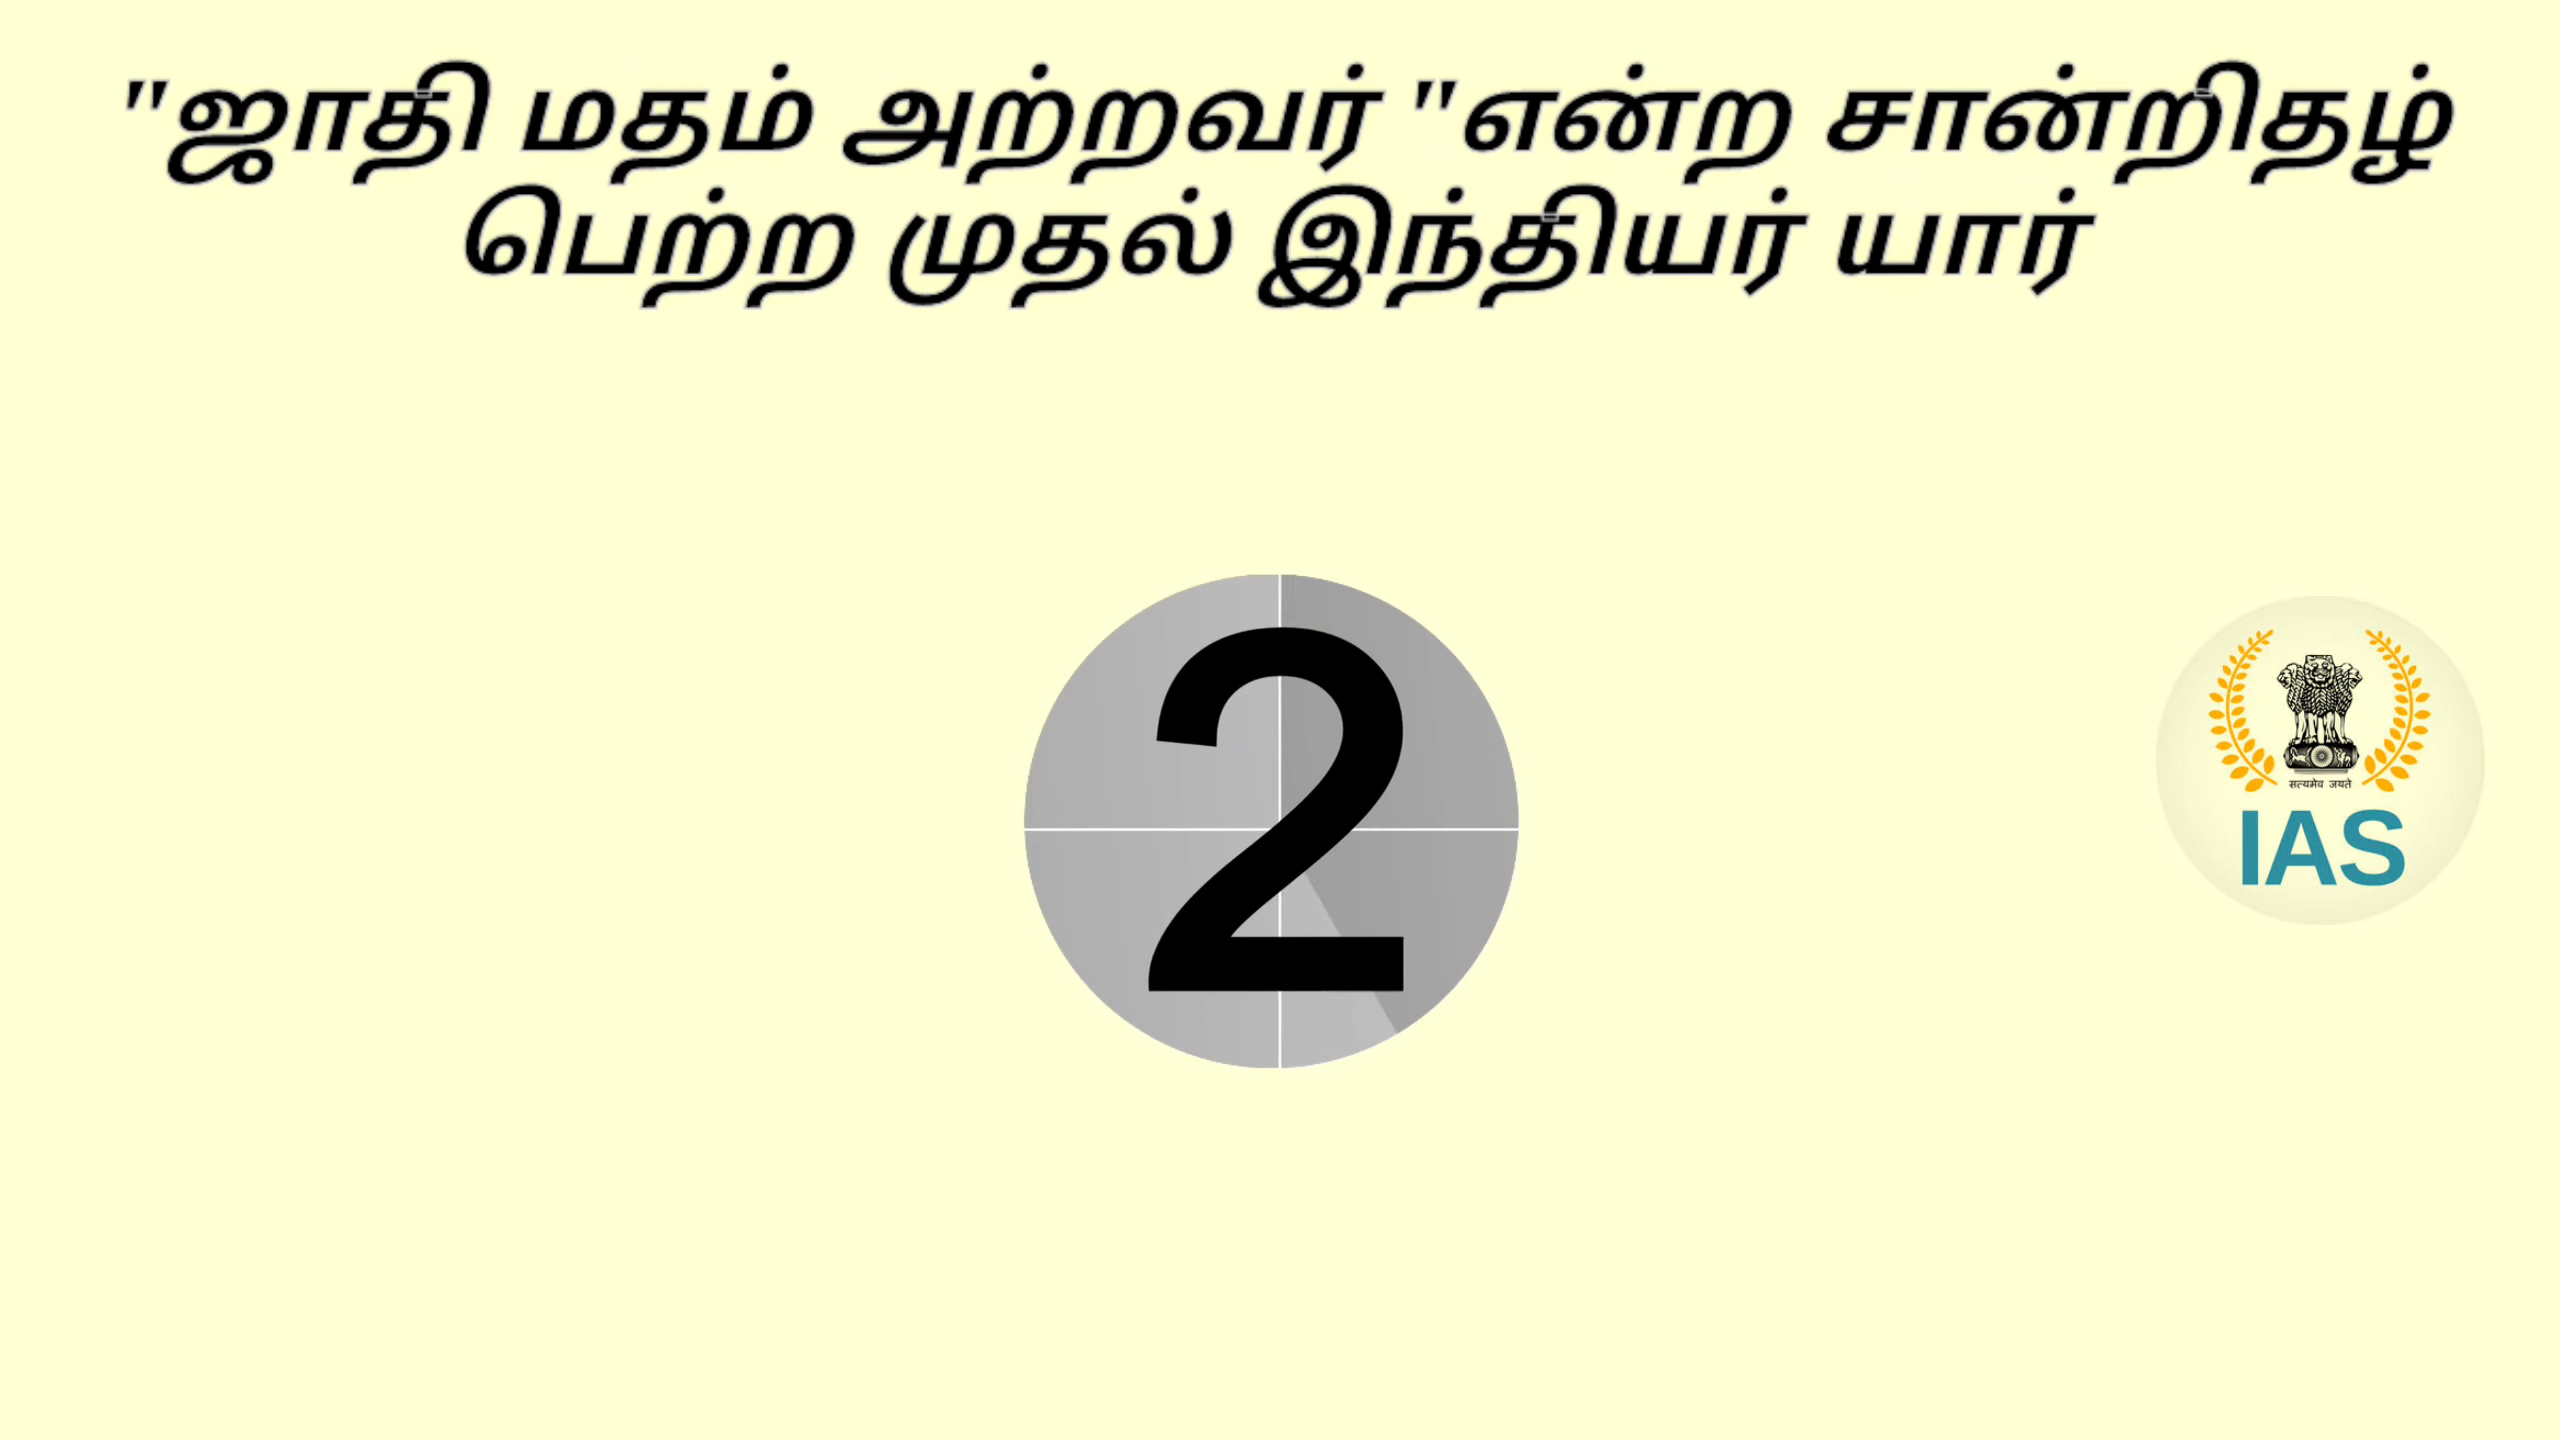 "ஜாதி மதம் அற்றவர் "என்ற சான்றிதழ்
பெற்ற முதல் இந்தியர் யார்
2
सत्यमेव जयते
IAS